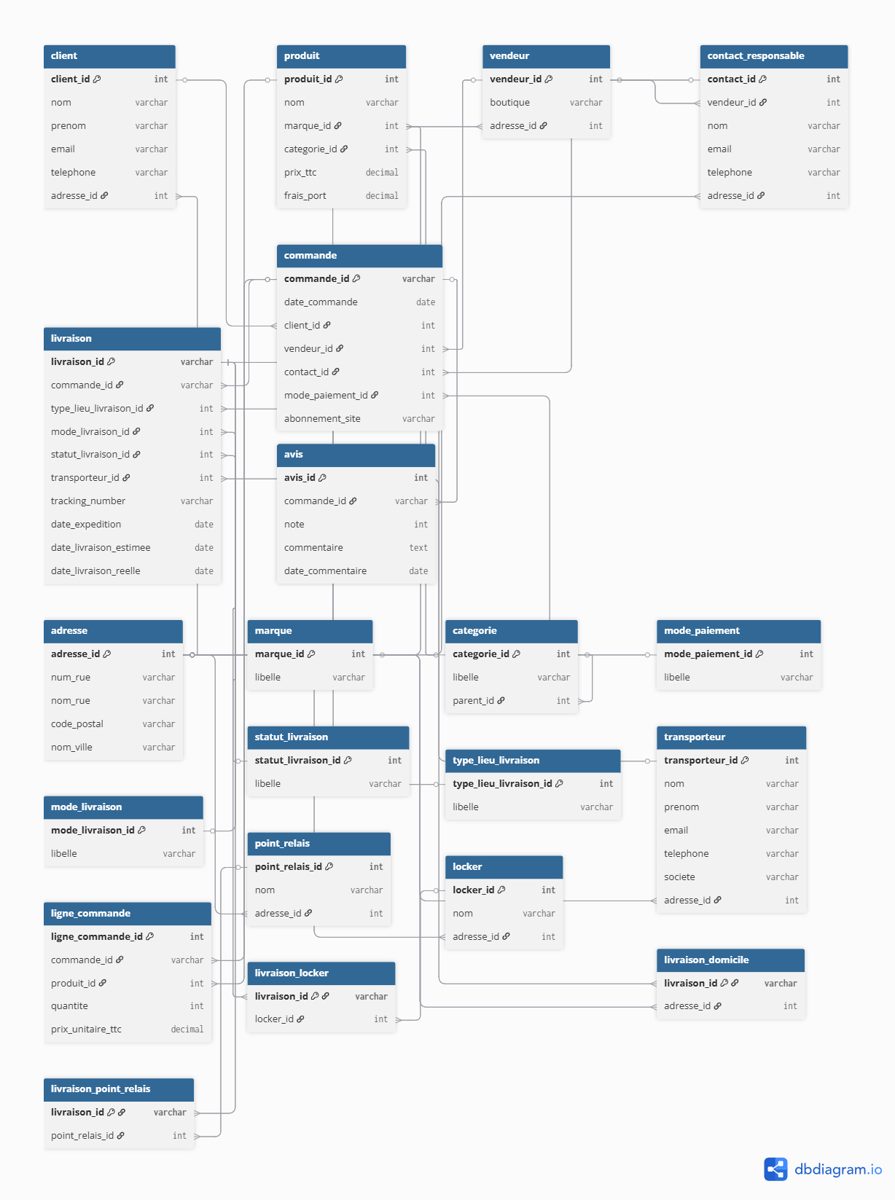 client
client_id int
nom varchar
prenom varchar
email varchar
telephone varchar
adresse_id int
produit
produit_id int
nom varchar
marque_id int
categorie_id int
prix_ttc decimal
frais_port decimal
vendeur
vendeur_id int
boutique varchar
adresse_id int
contact_responsable
contact_id int
vendeur_id int
nom varchar
email varchar
telephone varchar
adresse_id int
commande
commande_id varchar
date_commande date
client_id int
vendeur_id int
contact_id int
mode_paiement_id int
abonnement_site varchar
livraison
livraison_id varchar
commande_id varchar
type_lieu_livraison_id int
mode_livraison_id int
statut_livraison_id int
transporteur_id int
tracking_number varchar
date_expedition date
date_livraison_estimee date
date_livraison_reelle date
avis
avis_id int
commande_id varchar
note int
commentaire text
date_commentaire date
adresse
adresse_id int
num_rue varchar
nom_rue varchar
code_postal varchar
nom_ville varchar
marque
marque_id int
libelle varchar
categorie
categorie_id int
libelle varchar
parent_id int
mode_paiement
mode_paiement_id int
libelle varchar
statut_livraison
statut_livraison_id int
libelle varchar
type_lieu_livraison
type_lieu_livraison_id int
libelle varchar
transporteur
transporteur_id int
nom varchar
prenom varchar
email varchar
telephone varchar
societe varchar
adresse_id int
mode_livraison
mode_livraison_id int
libelle varchar
point_relais
point_relais_id int
nom varchar
adresse_id int
locker
locker_id int
nom varchar
adresse_id int
ligne_commande
ligne_commande_id int
commande_id varchar
produit_id int
quantite int
prix_unitaire_ttc decimal
livraison_locker
livraison_id varchar
locker_id int
livraison_domicile
livraison_id varchar
adresse_id int
livraison_point_relais
livraison_id varchar
point_relais_id int
dbdiagram.io